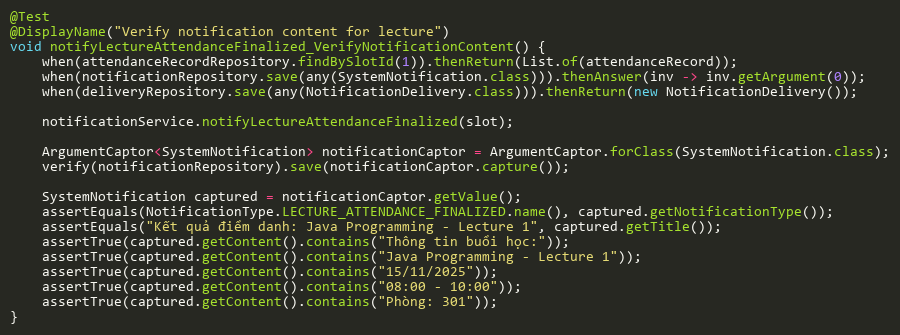 @Test
@DisplayName("Verify notification content for lecture")
void notifyLectureAttendanceFinalized_VerifyNotificationContent() {
    when(attendanceRecordRepository.findBySlotId(1)).thenReturn(List.of(attendanceRecord));
    when(notificationRepository.save(any(SystemNotification.class))).thenAnswer(inv -> inv.getArgument(0));
    when(deliveryRepository.save(any(NotificationDelivery.class))).thenReturn(new NotificationDelivery());

    notificationService.notifyLectureAttendanceFinalized(slot);

    ArgumentCaptor<SystemNotification> notificationCaptor = ArgumentCaptor.forClass(SystemNotification.class);
    verify(notificationRepository).save(notificationCaptor.capture());

    SystemNotification captured = notificationCaptor.getValue();
    assertEquals(NotificationType.LECTURE_ATTENDANCE_FINALIZED.name(), captured.getNotificationType());
    assertEquals("Kết quả điểm danh: Java Programming - Lecture 1", captured.getTitle());
    assertTrue(captured.getContent().contains("Thông tin buổi học:"));
    assertTrue(captured.getContent().contains("Java Programming - Lecture 1"));
    assertTrue(captured.getContent().contains("15/11/2025"));
    assertTrue(captured.getContent().contains("08:00 - 10:00"));
    assertTrue(captured.getContent().contains("Phòng: 301"));
}